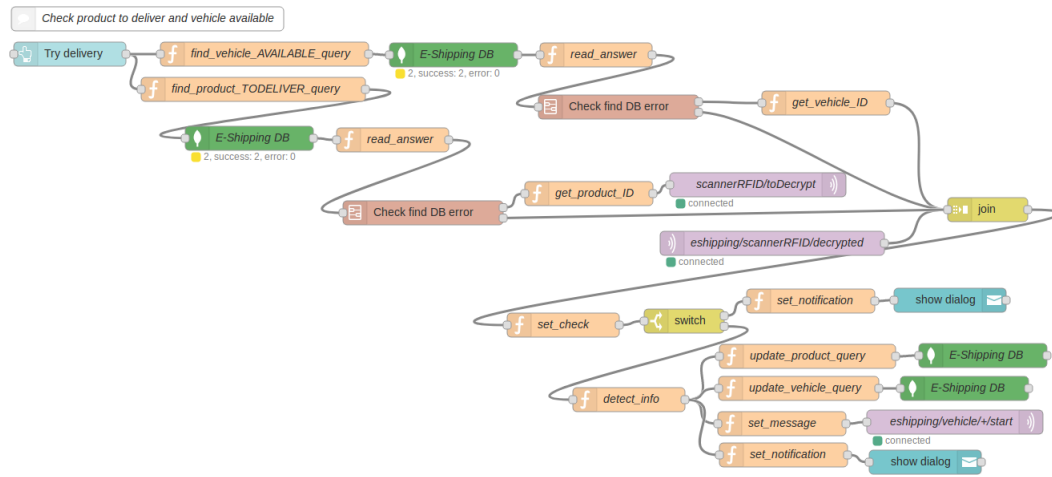 Check product to deliver and vehicle available
Try delivery
find_vehicle_AVAILABLE_query
E-Shipping DB
2, success: 2, error: 0
read_answer
find_product_TODELIVER_query
Check find DB error
get_vehicle_ID
E-Shipping DB
2, success: 2, error: 0
read_answer
get_product_ID
scannerRFID/toDecrypt
connected
Check find DB error
join
eshipping/scannerRFID/decrypted
connected
set_notification
show dialog
set_check
switch
update_product_query
E-Shipping DB
update_vehicle_query
E-Shipping DB
detect_info
set_message
eshipping/vehicle/+/start
connected
set_notification
show dialog